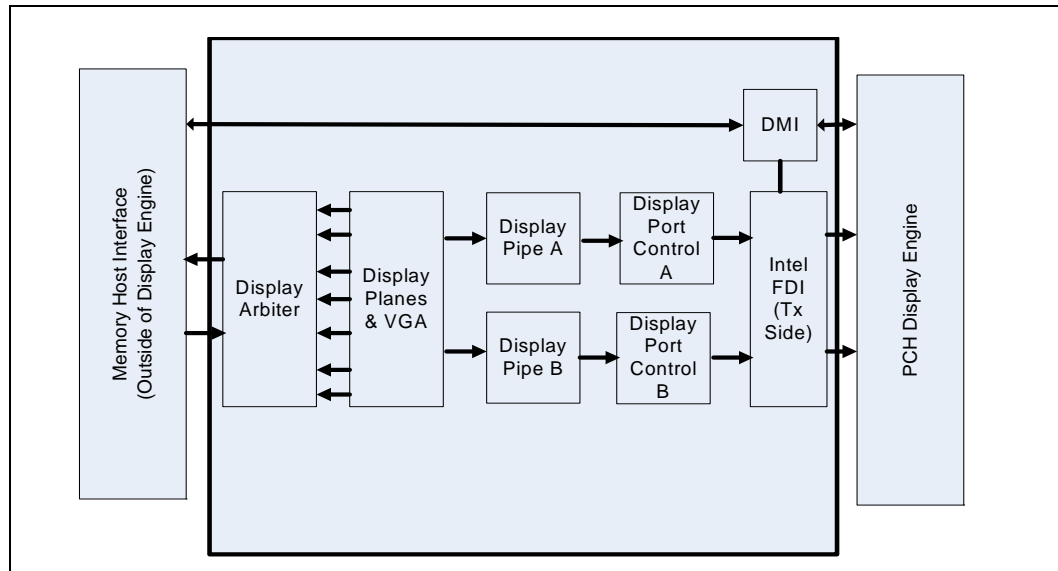 Memory Host Interface
(Outside of Display Engine)
Display
Arbiter
Display
Planes
& VGA
Display
Pipe A
Display
Port
Control
A
Display
Pipe B
Display
Port
Control
B
DMI
Intel
FDI
(Tx
Side)
PCH Display Engine